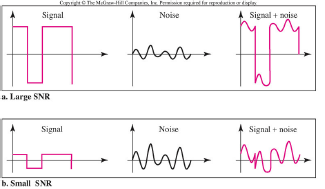 Copyright © The McGraw-Hill Companies, Inc. Permission required for reproduction or display.
Signal Noise Signal + noise
a. Large SNR
Signal Noise Signal + noise
b. Small SNR